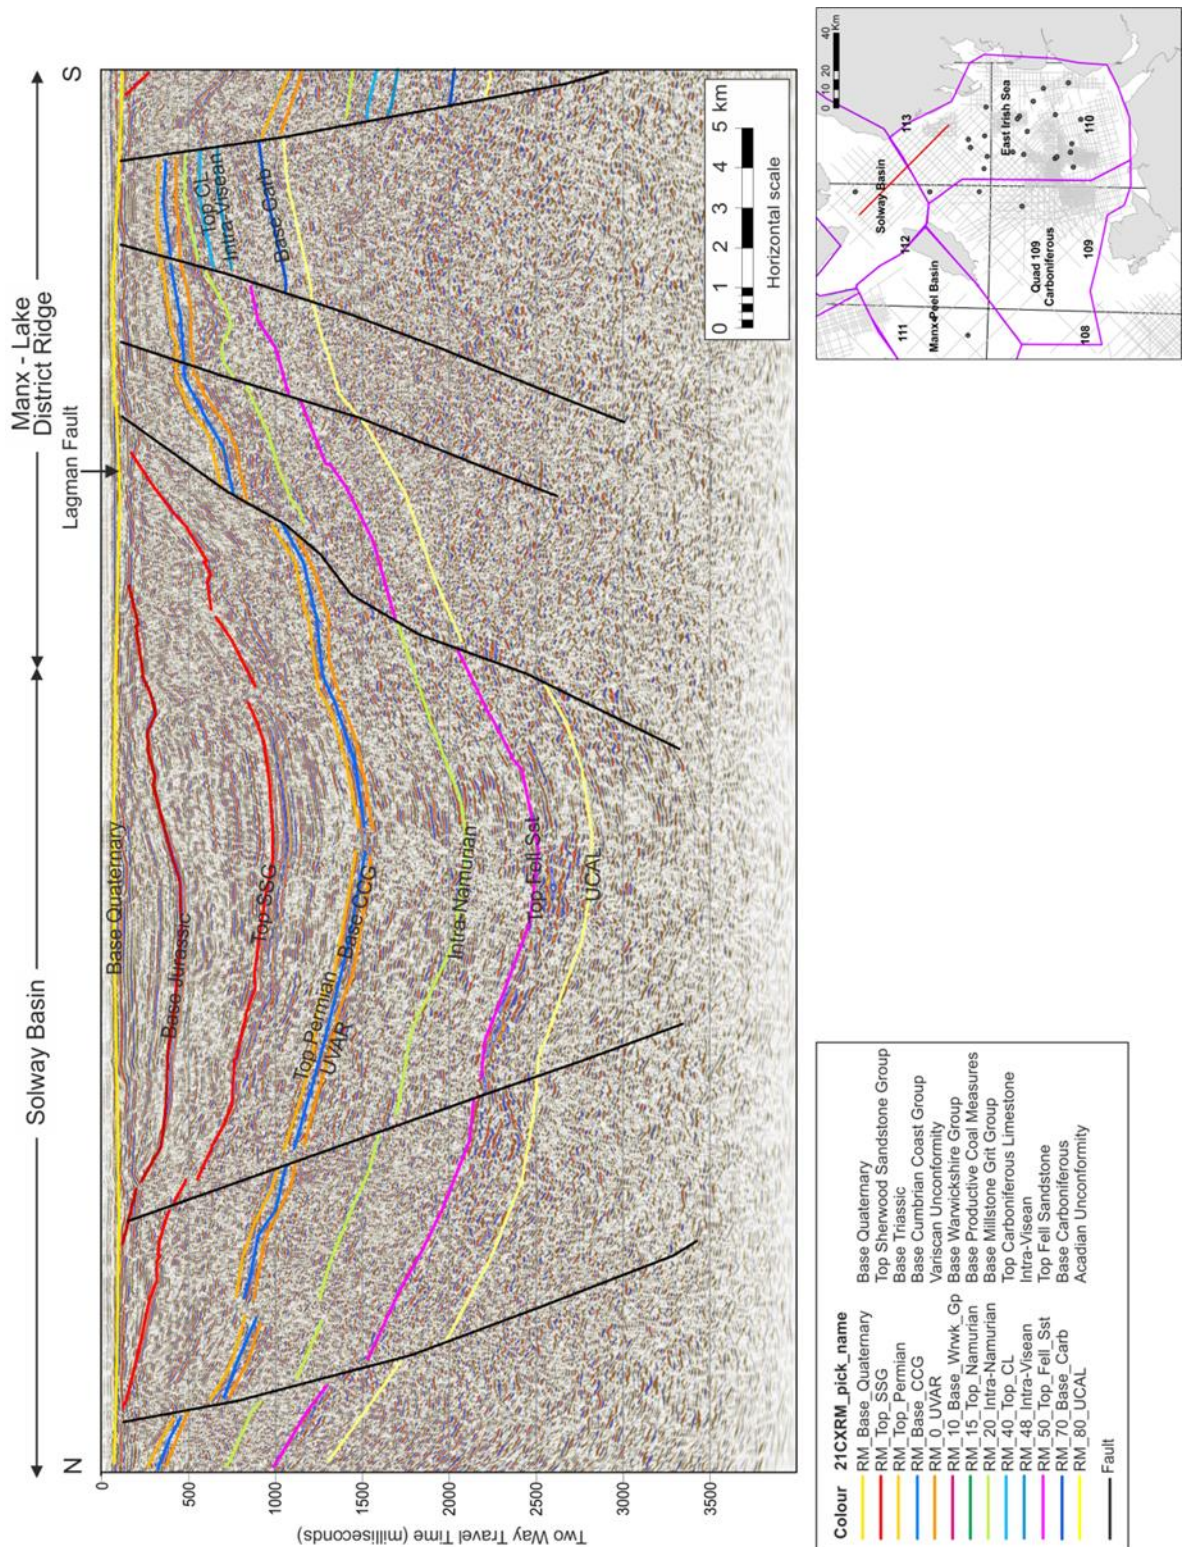 N
S
Solway Basin
Manx - Lake
District Ridge
Lagman Fault
Base Quaternary
Base Jurassic
Top SSG
Top Permian
UVAR
Base CCG
Intra-Namurian
Top Fell Sst
UCAL
Top CL
Intra-Visean
Base Carb
0
500
1000
1500
2000
2500
3000
3500
Two Way Travel Time (milliseconds)
0 1 2 3 4 5 km
Horizontal scale
Colour 21CXRM_pick_name
RM_Base_Quaternary Base Quaternary
RM_Top_SSG Top Sherwood Sandstone Group
RM_Top_Permian Base Triassic
RM_Base_CCG Base Cumbrian Coast Group
RM_0_UVAR Variscan Unconformity
RM_10_Base_Wrwk_Gp Base Warwickshire Group
RM_15_Top_Namurian Base Productive Coal Measures
RM_20_Intra-Namurian Base Millstone Grit Group
RM_40_Top_CL Top Carboniferous Limestone
RM_48_Intra-Visean Intra-Visean
RM_50_Top_Fell_Sst Top Fell Sandstone
RM_70_Base_Carb Base Carboniferous
RM_80_UCAL Acadian Unconformity
Fault
0 10 20 40
Km
111
112
113
Solway Basin
Manx-Peel Basin
East Irish Sea
Quad 109
Carboniferous
108
109
110